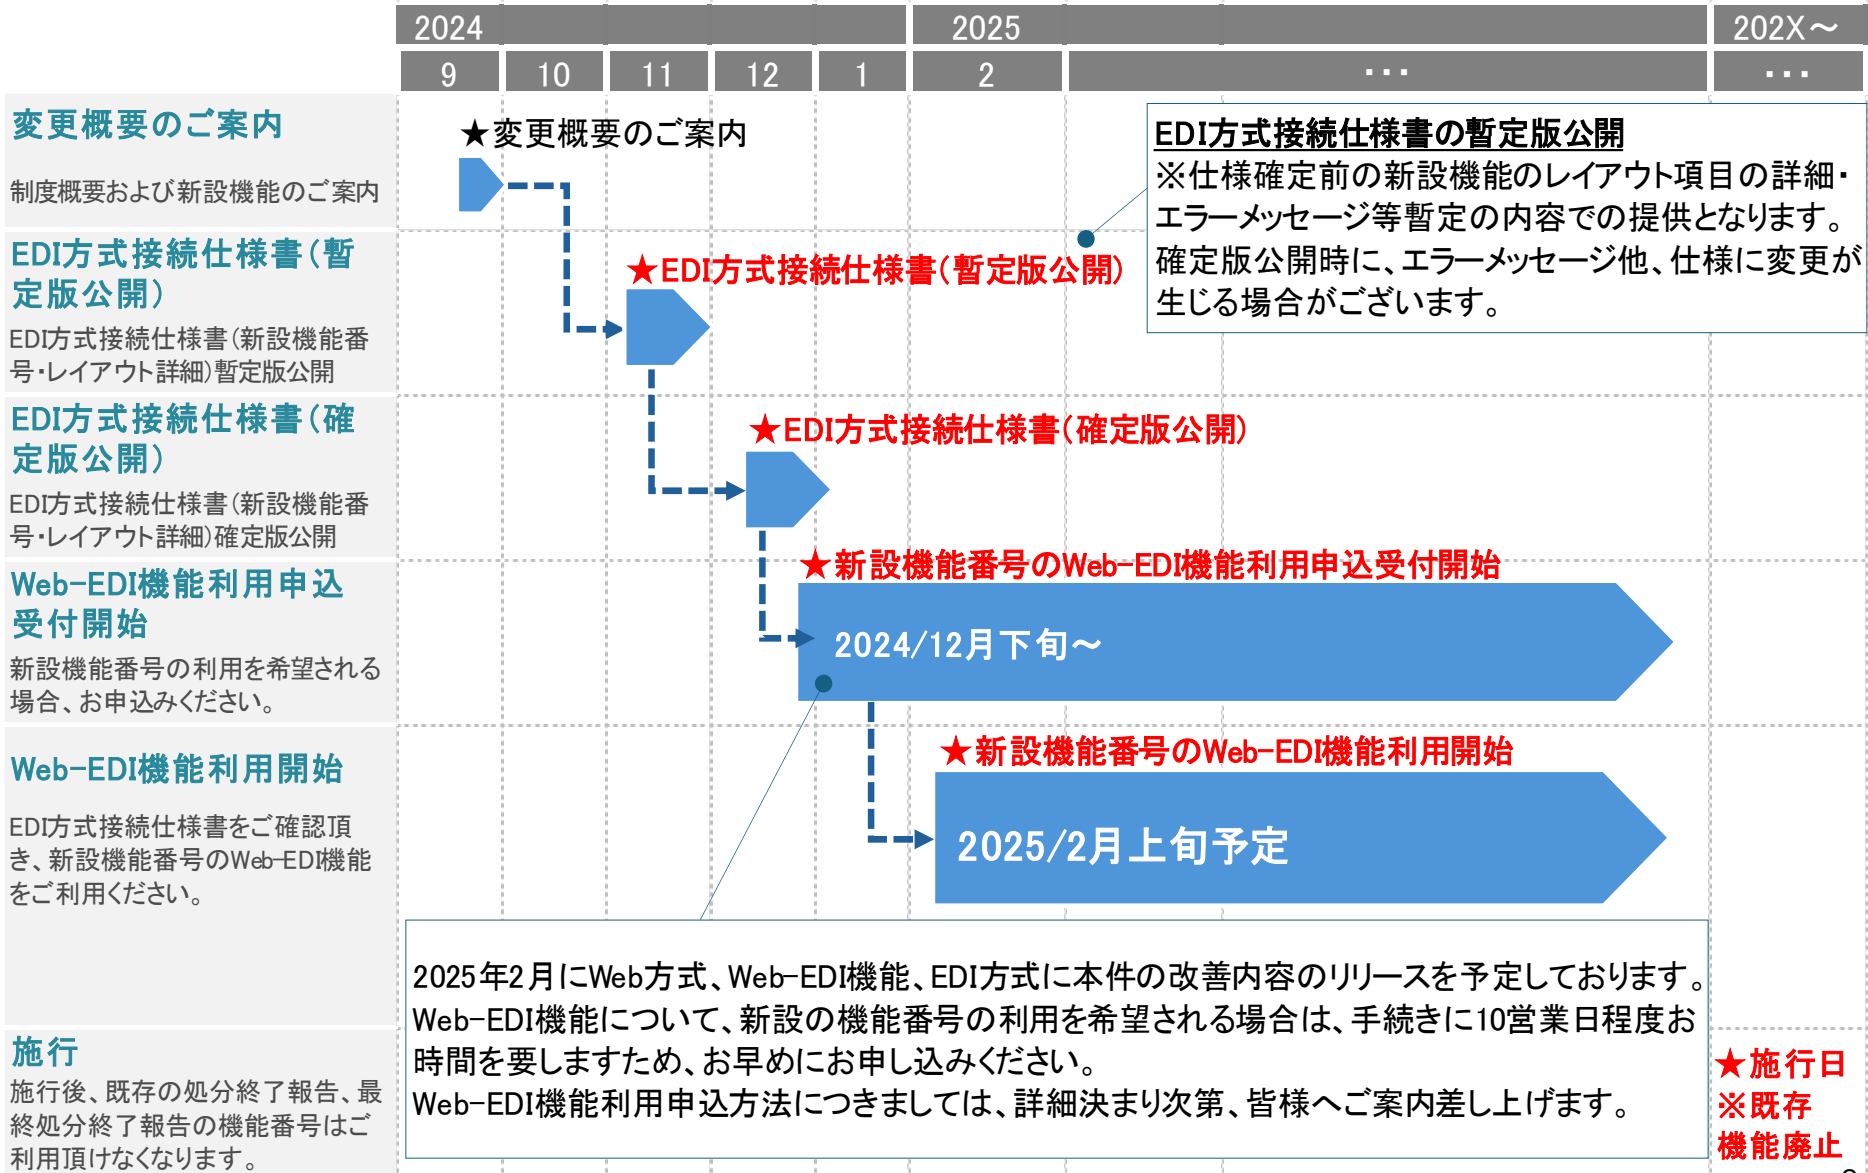 2024
2025
202X～
9
10
11
12
1
2
･･･
･･･
変更概要のご案内
制度概要および新設機能のご案内
★変更概要のご案内
EDI方式接続仕様書の暫定版公開
※仕様確定前の新設機能のレイアウト項目の詳細・
エラーメッセージ等暫定の内容での提供となります。
確定版公開時に、エラーメッセージ他、仕様に変更が
生じる場合がございます。
EDI方式接続仕様書（暫
定版公開）
EDI方式接続仕様書（新設機能番
号・レイアウト詳細）暫定版公開
★EDI方式接続仕様書（暫定版公開）
EDI方式接続仕様書（確
定版公開）
EDI方式接続仕様書（新設機能番
号・レイアウト詳細）確定版公開
★EDI方式接続仕様書（確定版公開）
Web-EDI機能利用申込
受付開始
新設機能番号の利用を希望される
場合、お申込みください。
★新設機能番号のWeb-EDI機能利用申込受付開始
2024/12月下旬～
Web-EDI機能利用開始
EDI方式接続仕様書をご確認頂
き、新設機能番号のWeb-EDI機能
をご利用ください。
★新設機能番号のWeb-EDI機能利用開始
2025/2月上旬予定
2025年2月にWeb方式、Web-EDI機能、EDI方式に本件の改善内容のリリースを予定しております。
Web-EDI機能について、新設の機能番号の利用を希望される場合は、手続きに10営業日程度お
時間を要しますため、お早めにお申し込みください。
Web-EDI機能利用申込方法につきましては、詳細決まり次第、皆様へご案内差し上げます。
施行
施行後、既存の処分終了報告、最
終処分終了報告の機能番号はご
利用頂けなくなります。
★施行日
※既存
機能廃止